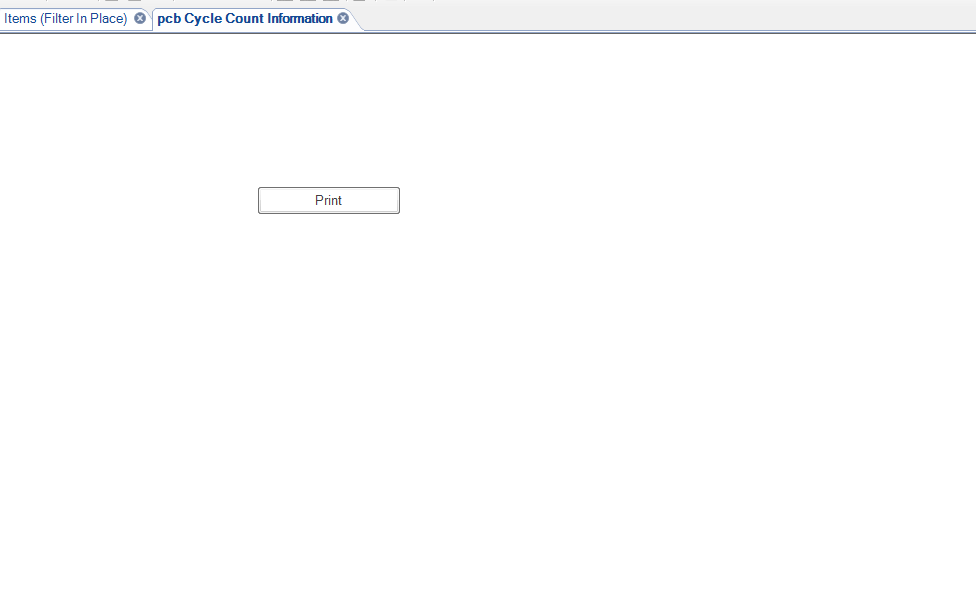 Items (Filter In Place) pcb Cycle Count Information
Print